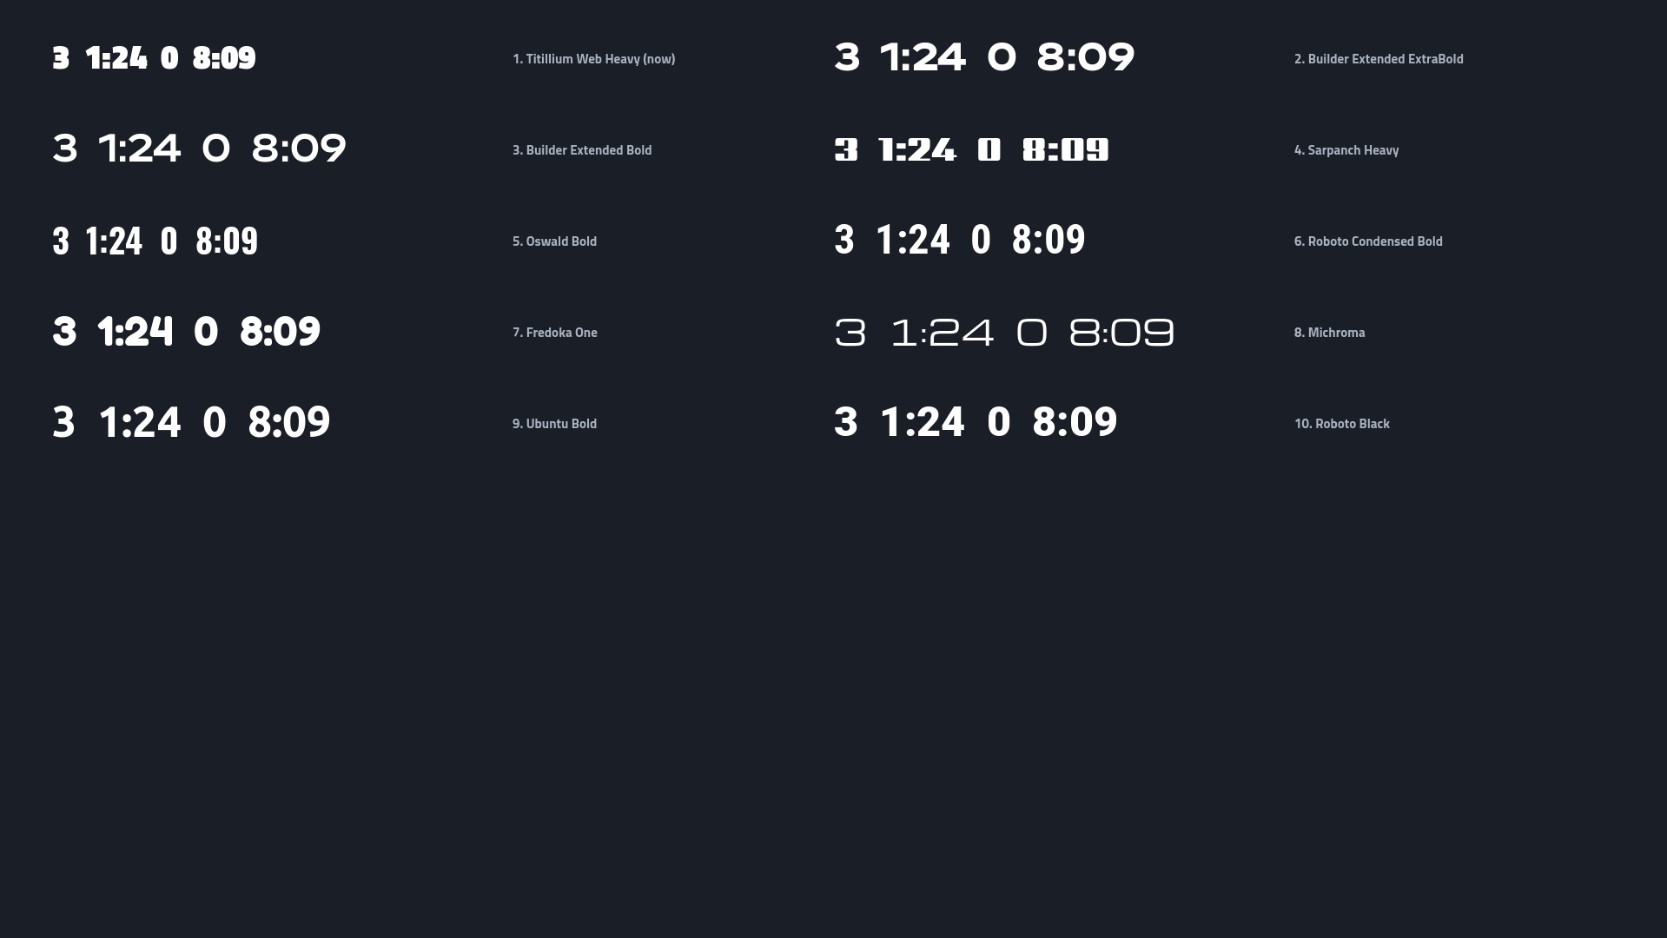 3 1:24 0 8:09 1. Titillium Web Heavy (now)
3 1:24 0 8:09 2. Builder Extended ExtraBold
3 1:24 0 8:09 3. Builder Extended Bold
3 1:24 0 8:09 4. Sarpanch Heavy
3 1:24 0 8:09 5. Oswald Bold
3 1:24 0 8:09 6. Roboto Condensed Bold
3 1:24 0 8:09 7. Fredoka One
3 1:24 0 8:09 8. Michroma
3 1:24 0 8:09 9. Ubuntu Bold
3 1:24 0 8:09 10. Roboto Black